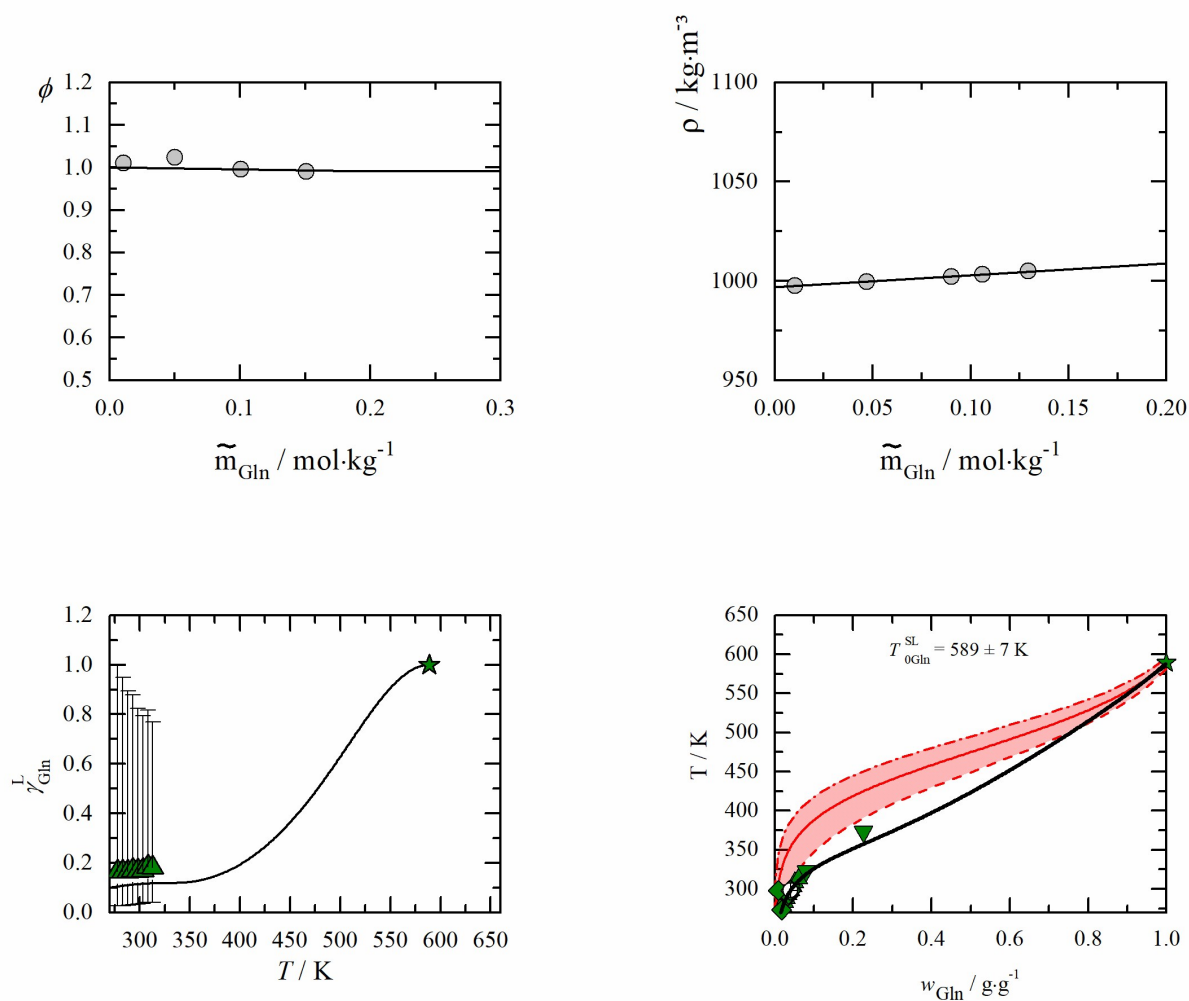 ϕ
1.2
1.1
1.0
0.9
0.8
0.7
0.6
0.5
0.0 0.1 0.2 0.3
m̃Gln / mol·kg-1
ρ / kg·m-3
1100
1050
1000
950
0.00 0.05 0.10 0.15 0.20
m̃Gln / mol·kg-1
γLGln
1.2
1.0
0.8
0.6
0.4
0.2
0.0
300 350 400 450 500 550 600 650
T / K
T / K
650
600
550
500
450
400
350
300
TSL0Gln = 589 ± 7 K
0.0 0.2 0.4 0.6 0.8 1.0
wGln / g·g-1